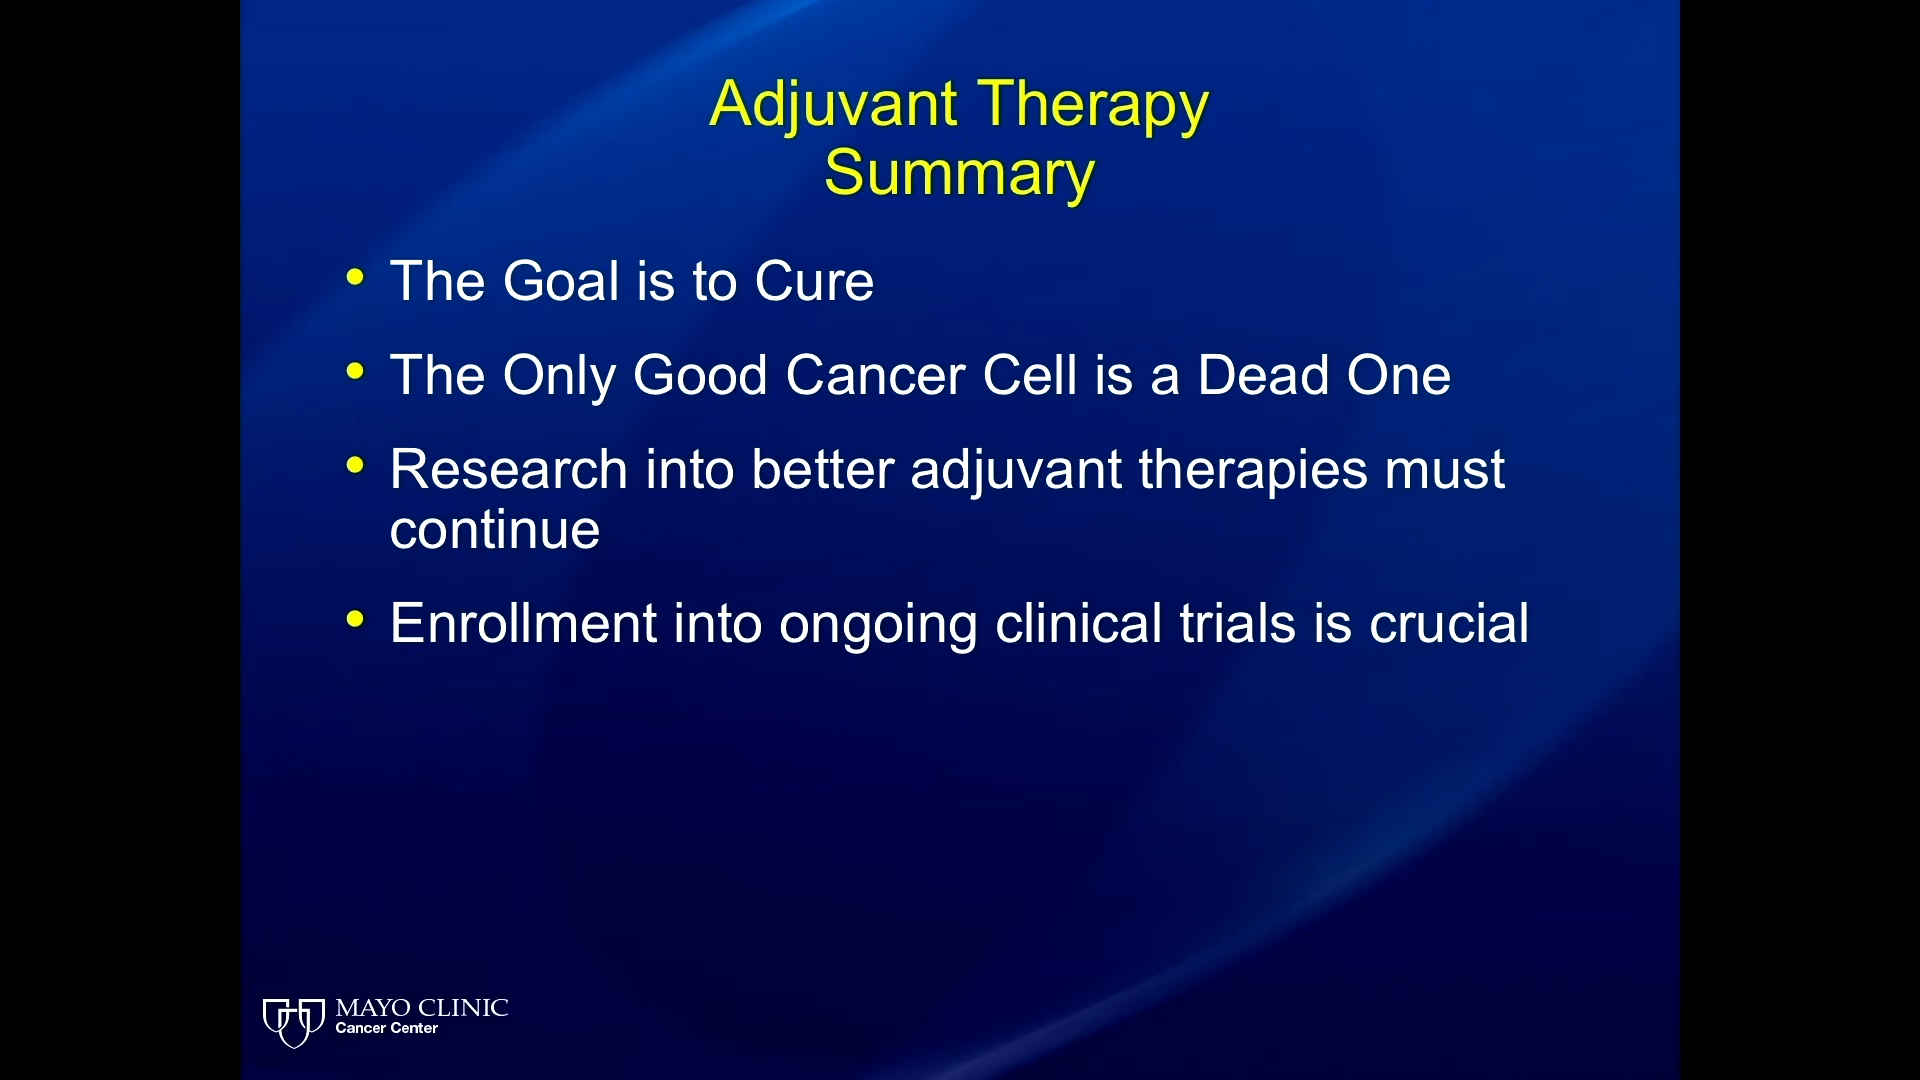 Adjuvant Therapy
Summary
• The Goal is to Cure
• The Only Good Cancer Cell is a Dead One
• Research into better adjuvant therapies must
continue
• Enrollment into ongoing clinical trials is crucial
MAYO CLINIC
Cancer Center